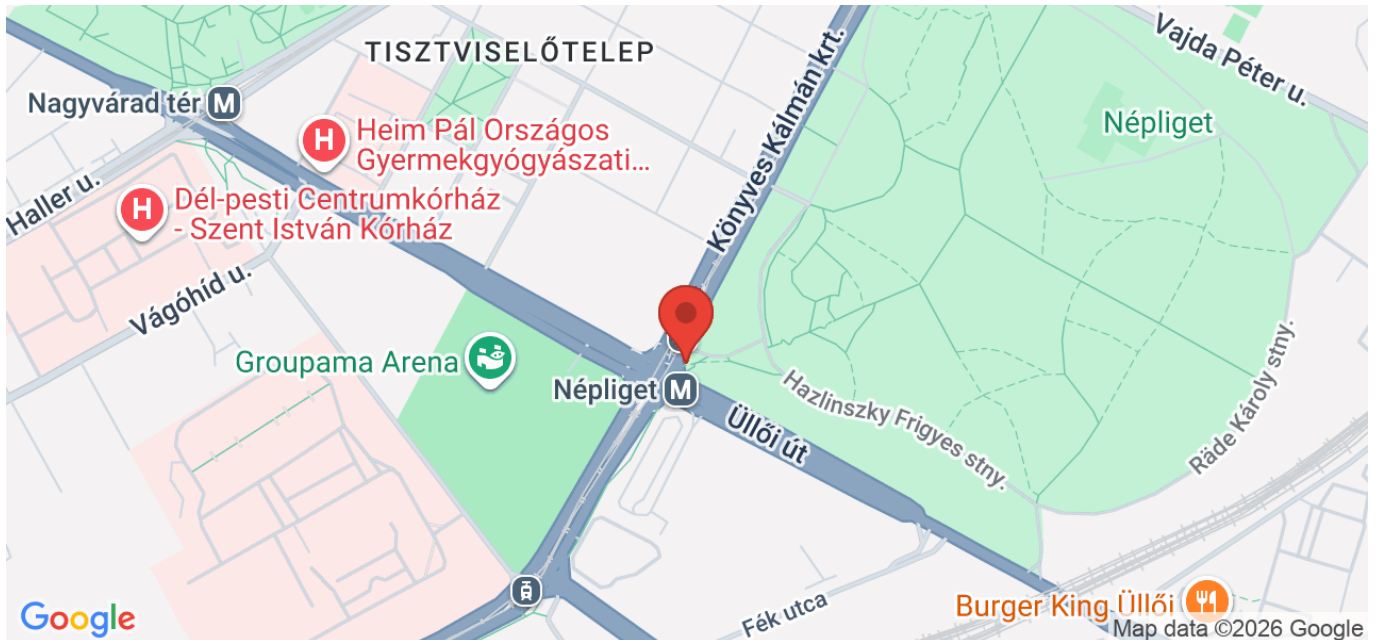 TISZTVISELŐTELEP
Vajda Péter u.
Nagyvárad tér M
Könyves Kálmán krt.
Népliget
H Heim Pál Országos
Gyermekgyógyászati...
Haller u.
H Dél-pesti Centrumkórház
- Szent István Kórház
Vágóhíd u.
Groupama Arena
Népliget M
Hazlinszky Frigyes stny.
Räde Károly stny.
Üllői út
Fék utca
Burger King Üllői
Google
Map data ©2026 Google